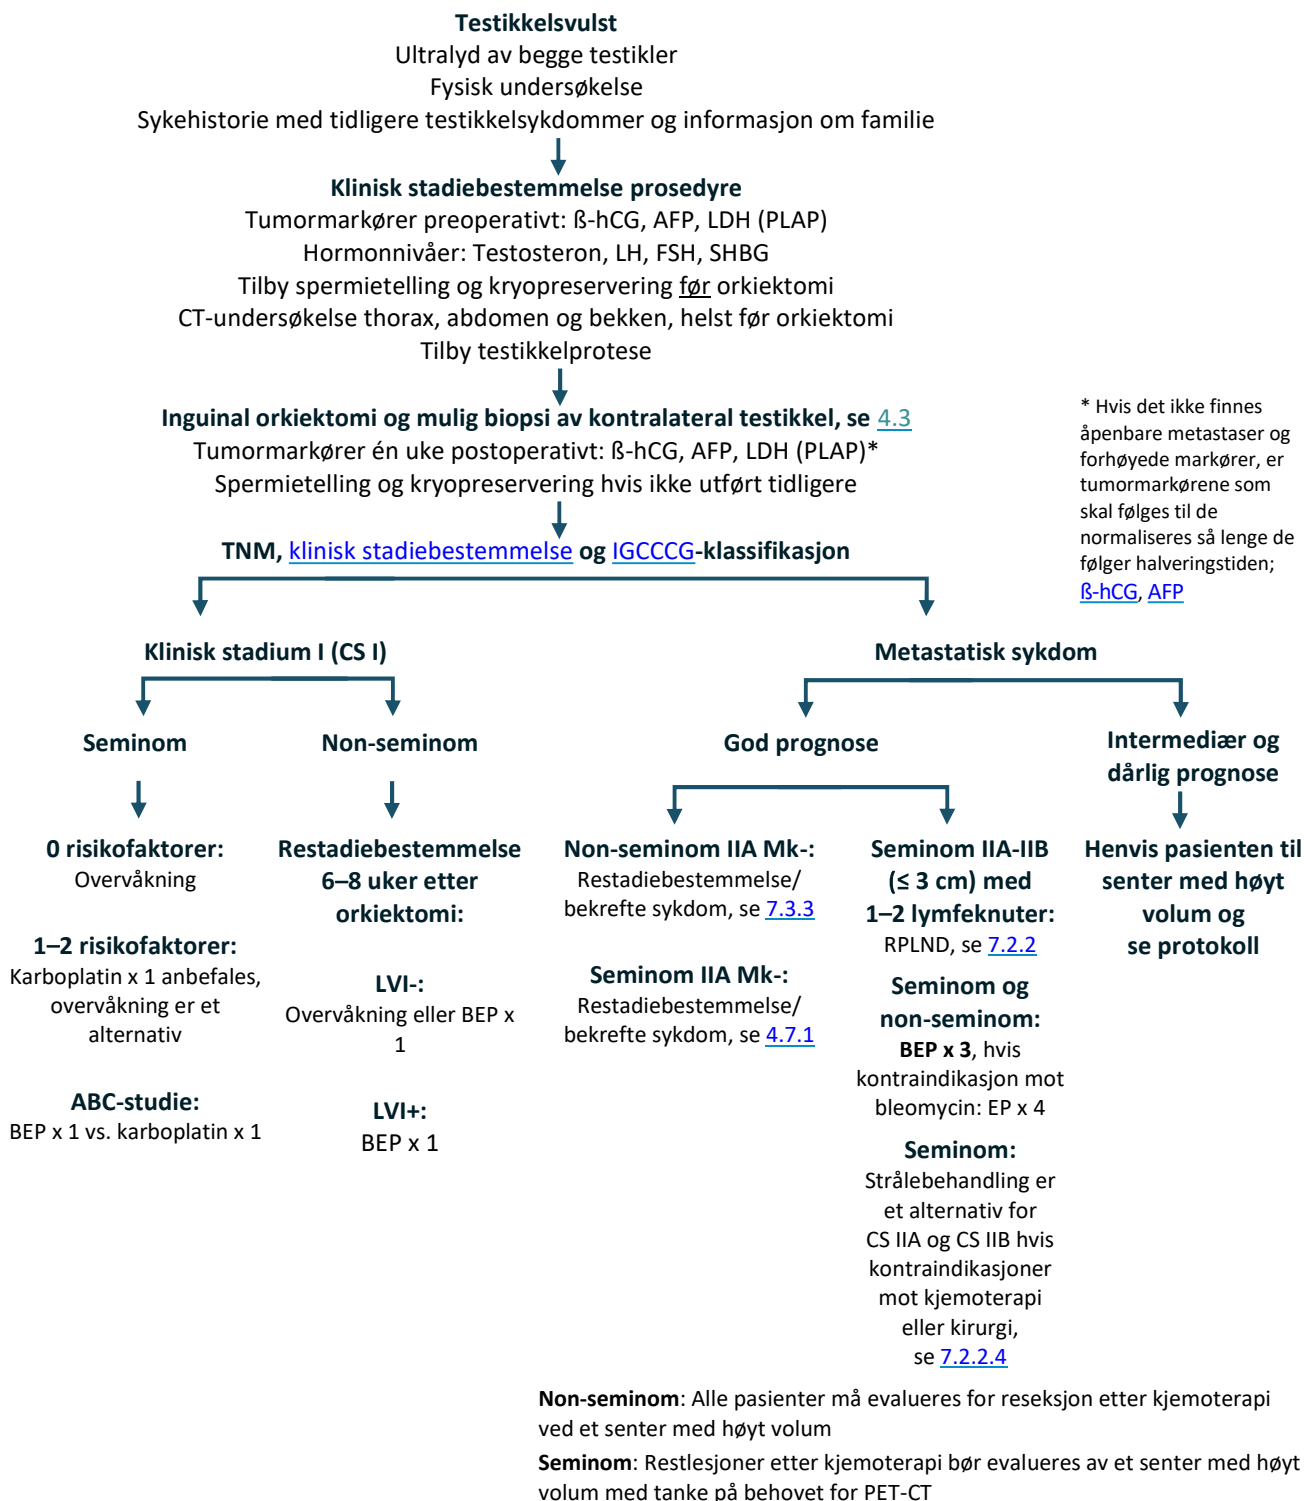 Testikkelsvulst
Ultralyd av begge testikler
Fysisk undersøkelse
Sykehistorie med tidligere testikkelsykdommer og informasjon om familie
Klinisk stadiebestemmelse prosedyre
Tumormarkører preoperativt: ß-hCG, AFP, LDH (PLAP)
Hormonnivåer: Testosteron, LH, FSH, SHBG
Tilby spermietelling og kryopreservering før orkiektomi
CT-undersøkelse thorax, abdomen og bekken, helst før orkiektomi
Tilby testikkelprotese
Inguinal orkiektomi og mulig biopsi av kontralateral testikkel, se 4.3
Tumormarkører én uke postoperativt: ß-hCG, AFP, LDH (PLAP)*
Spermietelling og kryopreservering hvis ikke utført tidligere
* Hvis det ikke finnes
åpenbare metastaser og
forhøyede markører, er
tumormarkørene som
skal følges til de
normaliseres så lenge de
følger halveringstiden;
ß-hCG, AFP
TNM, klinisk stadiebestemmelse og IGCCCG-klassifikasjon
Klinisk stadium I (CS I)
Metastatisk sykdom
Seminom
Non-seminom
God prognose
Intermediær og
dårlig prognose
0 risikofaktorer:
Overvåkning
1–2 risikofaktorer:
Karboplatin x 1 anbefales,
overvåkning er et
alternativ
ABC-studie:
BEP x 1 vs. karboplatin x 1
Restadiebestemmelse
6–8 uker etter
orkiektomi:
LVI-:
Overvåkning eller BEP x
1
LVI+:
BEP x 1
Non-seminom IIA Mk-:
Restadiebestemmelse/
bekrefte sykdom, se 7.3.3
Seminom IIA Mk-:
Restadiebestemmelse/
bekrefte sykdom, se 4.7.1
Seminom IIA-IIB
(≤ 3 cm) med
1–2 lymfeknuter:
RPLND, se 7.2.2
Seminom og
non-seminom:
BEP x 3, hvis
kontraindikasjon mot
bleomycin: EP x 4
Seminom:
Strålebehandling er
et alternativ for
CS IIA og CS IIB hvis
kontraindikasjoner
mot kjemoterapi
eller kirurgi,
se 7.2.2.4
Henvis pasienten til
senter med høyt
volum og
se protokoll
Non-seminom: Alle pasienter må evalueres for reseksjon etter kjemoterapi
ved et senter med høyt volum
Seminom: Restlesjoner etter kjemoterapi bør evalueres av et senter med høyt
volum med tanke på behovet for PET-CT